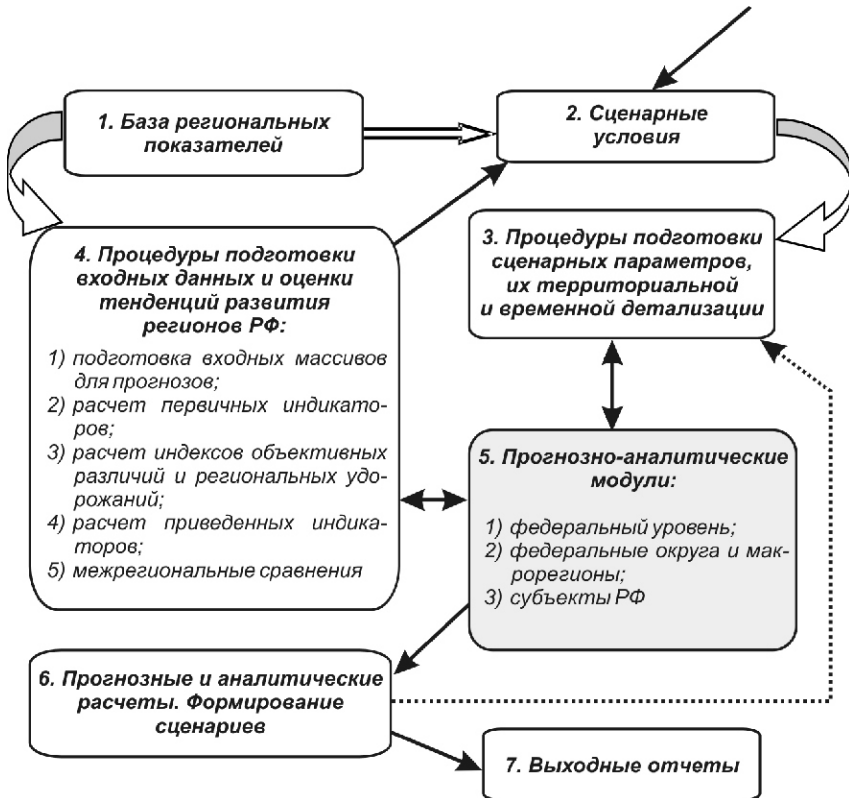 1. База региональных
показателей
2. Сценарные
условия
3. Процедуры подготовки
сценарных параметров,
их территориальной
и временной детализации
4. Процедуры подготовки
входных данных и оценки
тенденций развития
регионов РФ:
1) подготовка входных массивов
для прогнозов;
2) расчет первичных индикато-
ров;
3) расчет индексов объективных
различий и региональных удо-
рожаний;
4) расчет приведенных индика-
торов;
5) межрегиональные сравнения
5. Прогнозно-аналитические
модули:
1) федеральный уровень;
2) федеральные округа и мак-
рорегионы;
3) субъекты РФ
6. Прогнозные и аналитические
расчеты. Формирование
сценариев
7. Выходные отчеты